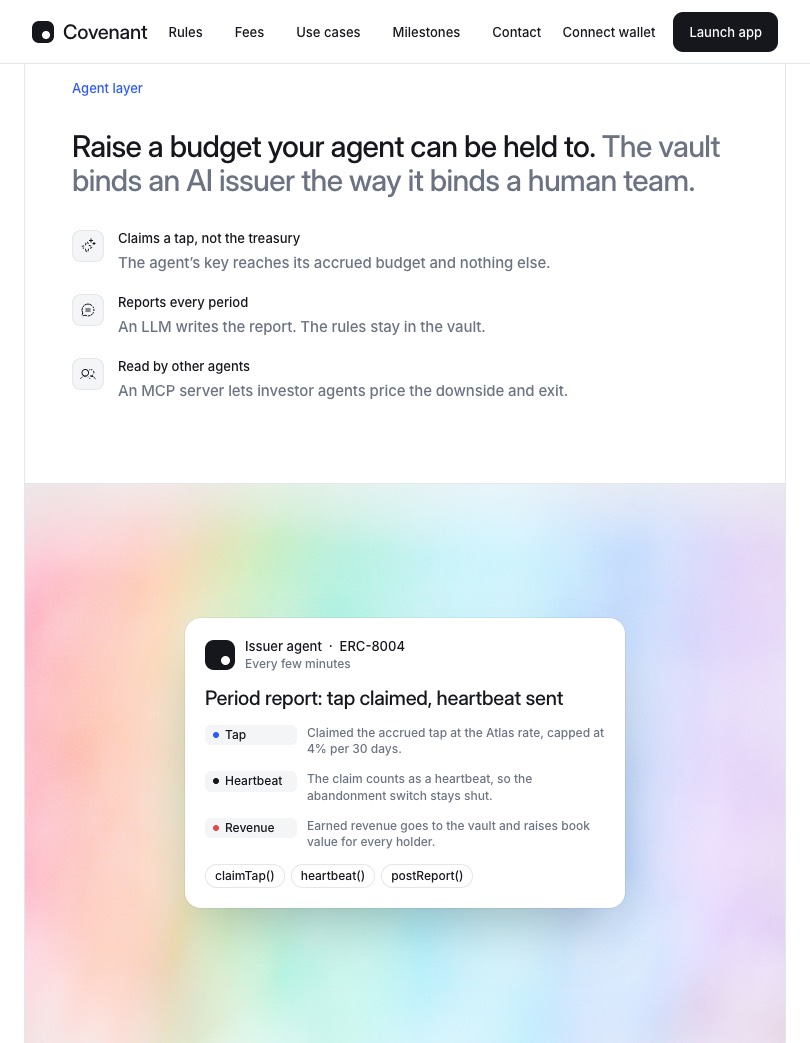 Covenant
Rules
Fees
Use cases
Milestones
Contact
Connect wallet
Launch app
Agent layer
Raise a budget your agent can be held to. The vault
binds an AI issuer the way it binds a human team.
Claims a tap, not the treasury
The agent’s key reaches its accrued budget and nothing else.
Reports every period
An LLM writes the report. The rules stay in the vault.
Read by other agents
An MCP server lets investor agents price the downside and exit.
Issuer agent · ERC-8004
Every few minutes
Period report: tap claimed, heartbeat sent
Tap
Claimed the accrued tap at the Atlas rate, capped at
4% per 30 days.
Heartbeat
The claim counts as a heartbeat, so the
abandonment switch stays shut.
Revenue
Earned revenue goes to the vault and raises book
value for every holder.
claimTap()
heartbeat()
postReport()